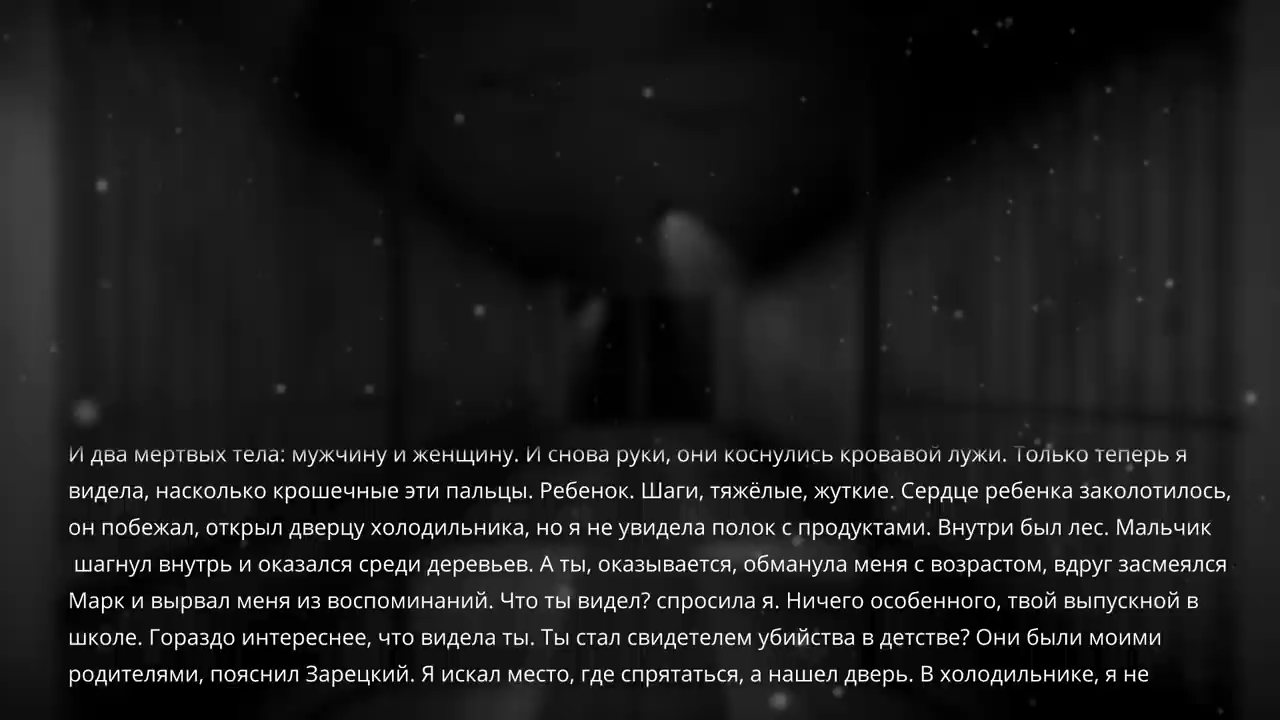 И два мертвых тела: мужчину и женщину. И снова руки, они коснулись кровавой лужи. Только теперь я
видела, насколько крошечные эти пальцы. Ребенок. Шаги, тяжёлые, жуткие. Сердце ребенка заколотилось,
он побежал, открыл дверцу холодильника, но я не увидела полок с продуктами. Внутри был лес. Мальчик
шагнул внутрь и оказался среди деревьев. А ты, оказывается, обманула меня с возрастом, вдруг засмеялся
Марк и вырвал меня из воспоминаний. Что ты видел? спросила я. Ничего особенного, твой выпускной в
школе. Гораздо интереснее, что видела ты. Ты стал свидетелем убийства в детстве? Они были моими
родителями, пояснил Зарецкий. Я искал место, где спрятаться, а нашел дверь. В холодильнике, я не